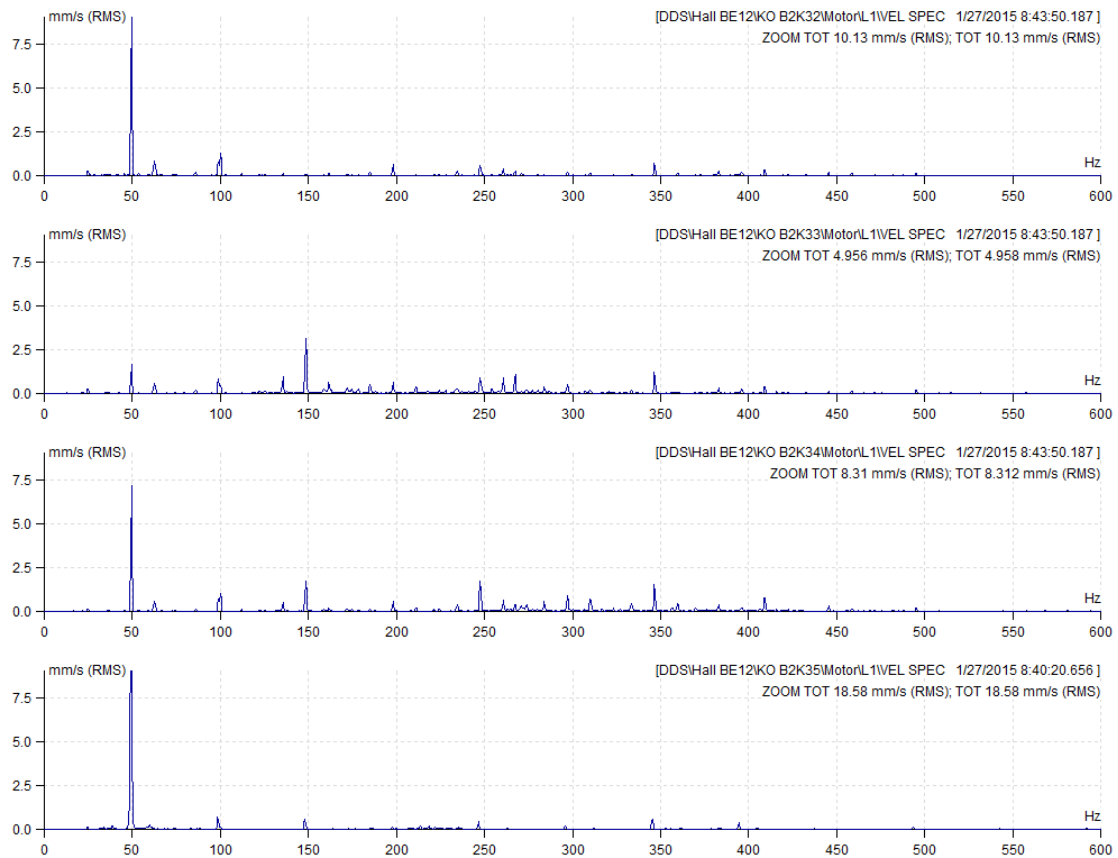 mm/s (RMS)
[DDS\Hall BE12\KO B2K32\Motor\L1\VEL SPEC 1/27/2015 8:43:50.187 ]
ZOOM TOT 10.13 mm/s (RMS); TOT 10.13 mm/s (RMS)
7.5
5.0
2.5
0.0
Hz
0 50 100 150 200 250 300 350 400 450 500 550 600
mm/s (RMS)
[DDS\Hall BE12\KO B2K33\Motor\L1\VEL SPEC 1/27/2015 8:43:50.187 ]
ZOOM TOT 4.956 mm/s (RMS); TOT 4.958 mm/s (RMS)
7.5
5.0
2.5
0.0
Hz
0 50 100 150 200 250 300 350 400 450 500 550 600
mm/s (RMS)
[DDS\Hall BE12\KO B2K34\Motor\L1\VEL SPEC 1/27/2015 8:43:50.187 ]
ZOOM TOT 8.31 mm/s (RMS); TOT 8.312 mm/s (RMS)
7.5
5.0
2.5
0.0
Hz
0 50 100 150 200 250 300 350 400 450 500 550 600
mm/s (RMS)
[DDS\Hall BE12\KO B2K35\Motor\L1\VEL SPEC 1/27/2015 8:40:20.656 ]
ZOOM TOT 18.58 mm/s (RMS); TOT 18.58 mm/s (RMS)
7.5
5.0
2.5
0.0
Hz
0 50 100 150 200 250 300 350 400 450 500 550 600